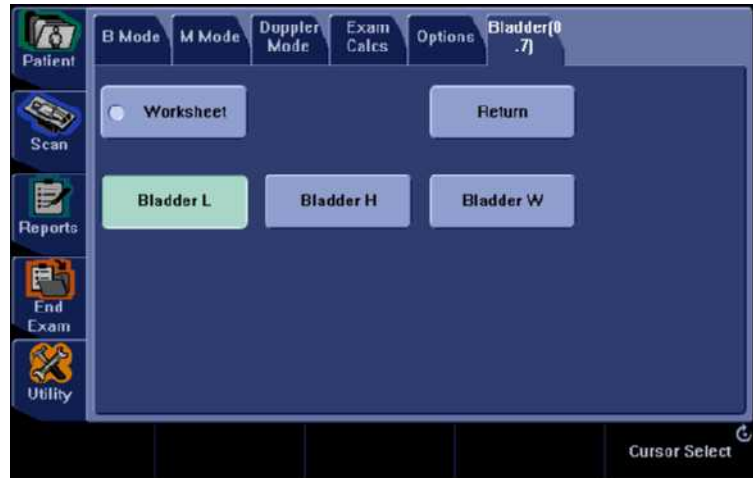 Patient
Scan
Reports
End
Exam
Utility
B Mode
M Mode
Doppler
Mode
Exam
Calcs
Options
Bladder(0
.7)
Worksheet
Return
Bladder L
Bladder H
Bladder W
Cursor Select